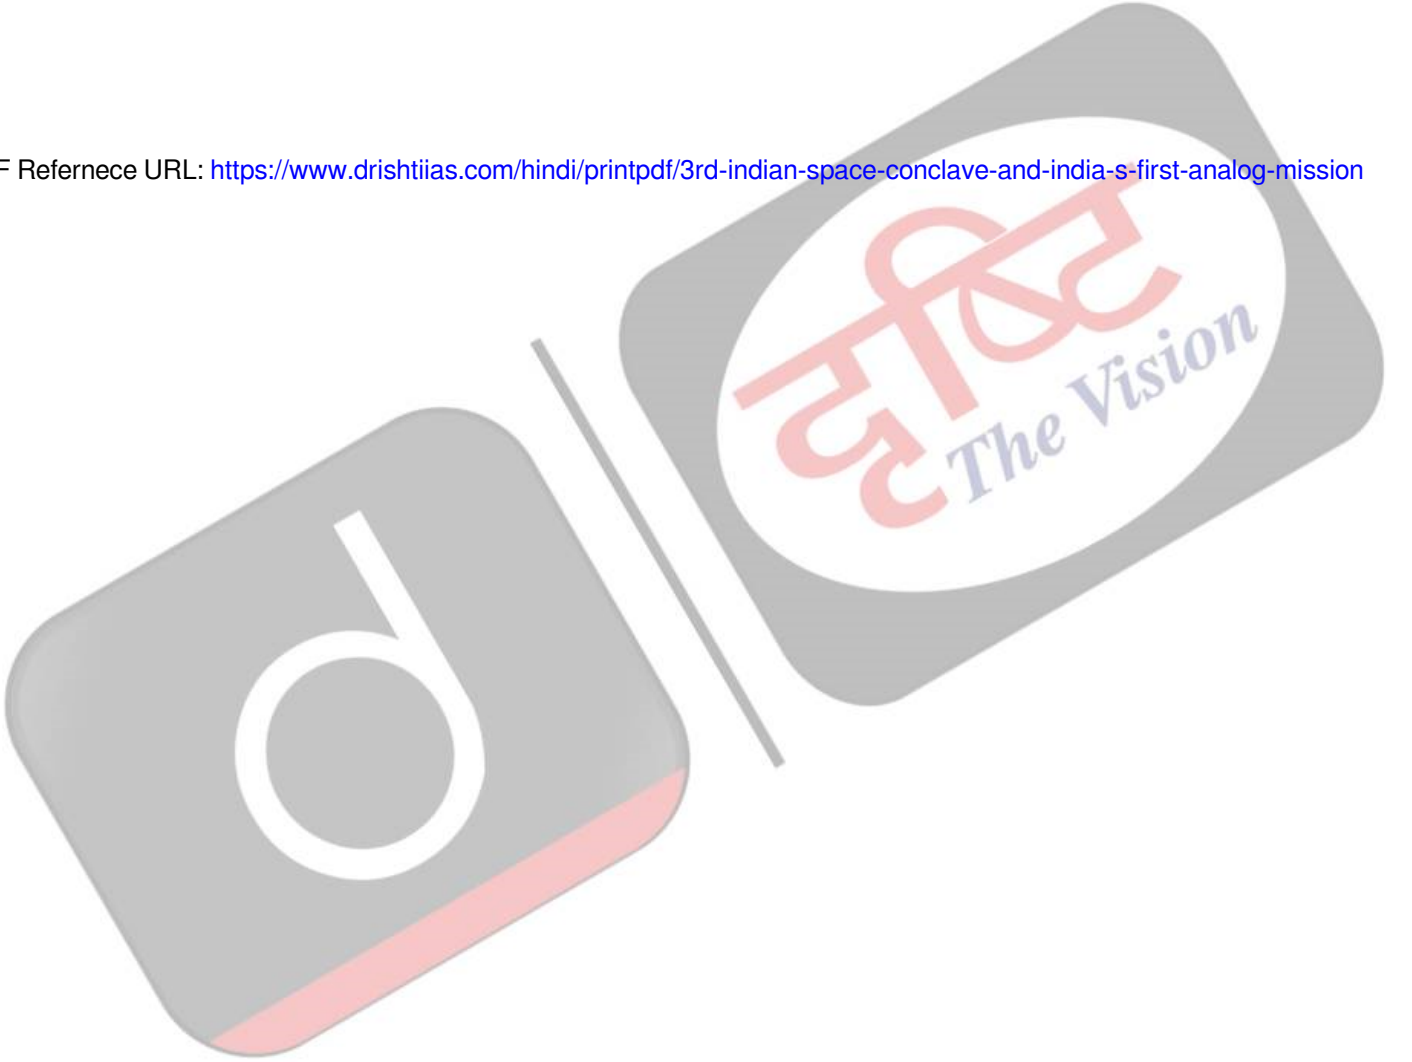 F Refernece URL: https://www.drishtiias.com/hindi/printpdf/3rd-indian-space-conclave-and-india-s-first-analog-mission
दृष्टि
The Vision
d